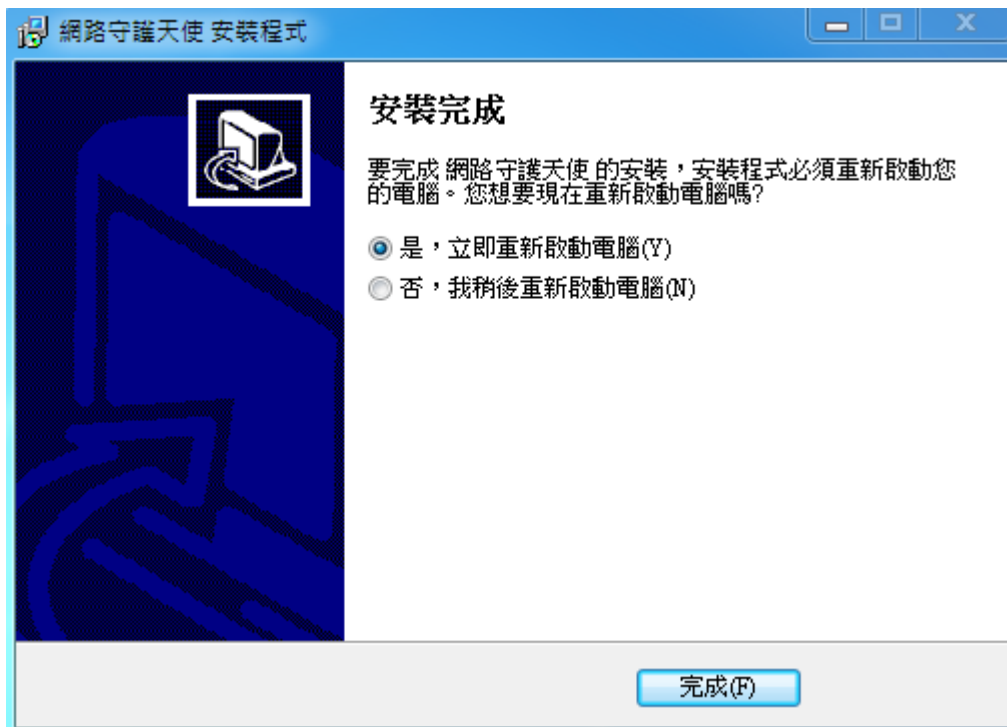 網路守護天使 安裝程式
安裝完成
要完成 網路守護天使 的安裝，安裝程式必須重新啟動您
的電腦。您想要現在重新啟動電腦嗎?
是，立即重新啟動電腦(Y)
否，我稍後重新啟動電腦(N)
完成(F)